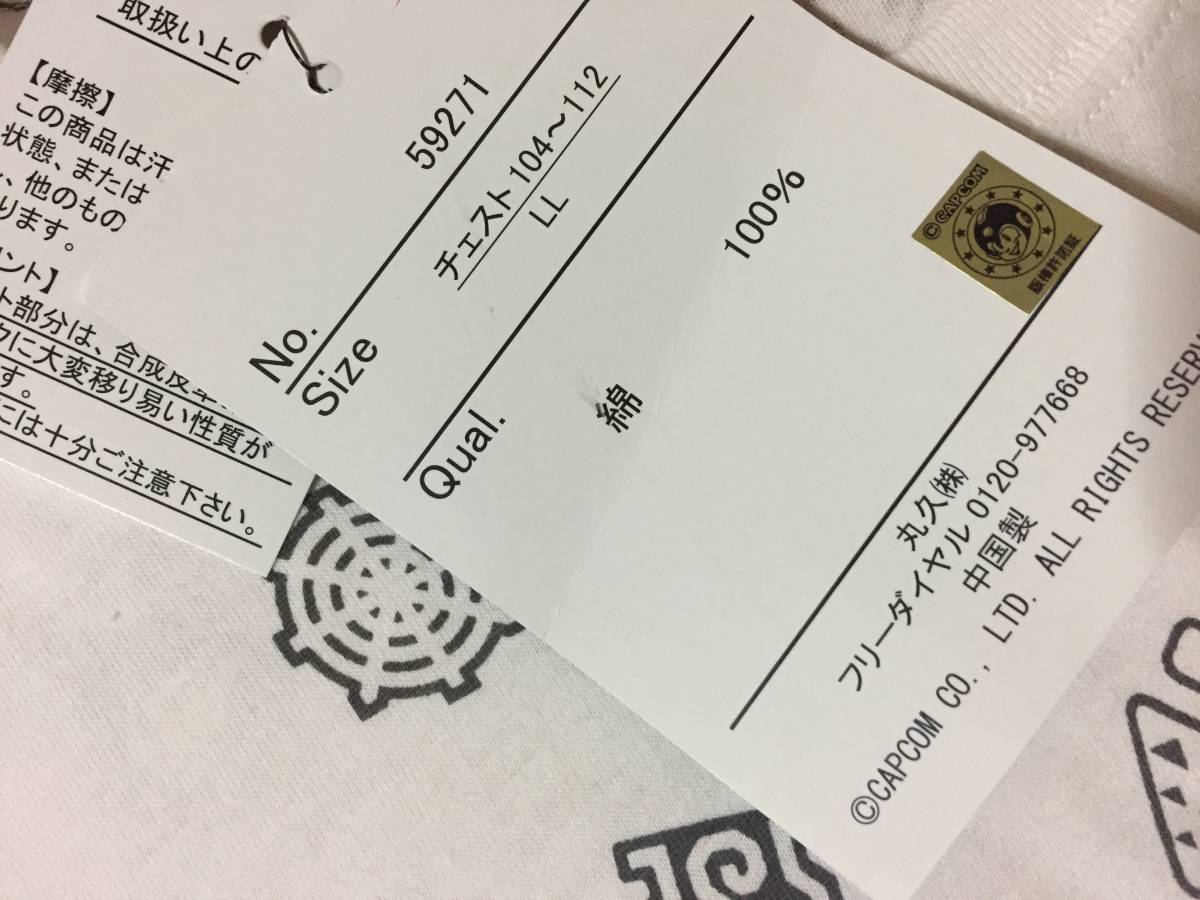 取扱い上の
【摩擦】
この商品は汗
状態、または
、他のもの
ります。
ント】
ト部分は、合成皮革
クに大変移り易い性質が
す。
には十分ご注意下さい。
No. 59271
Size チェスト104～112
LL
Qual.
綿 100%
©CAPCOM
版権許諾証
丸久㈱
フリーダイヤル 0120-977668
中国製
©CAPCOM CO., LTD. ALL RIGHTS RESERV